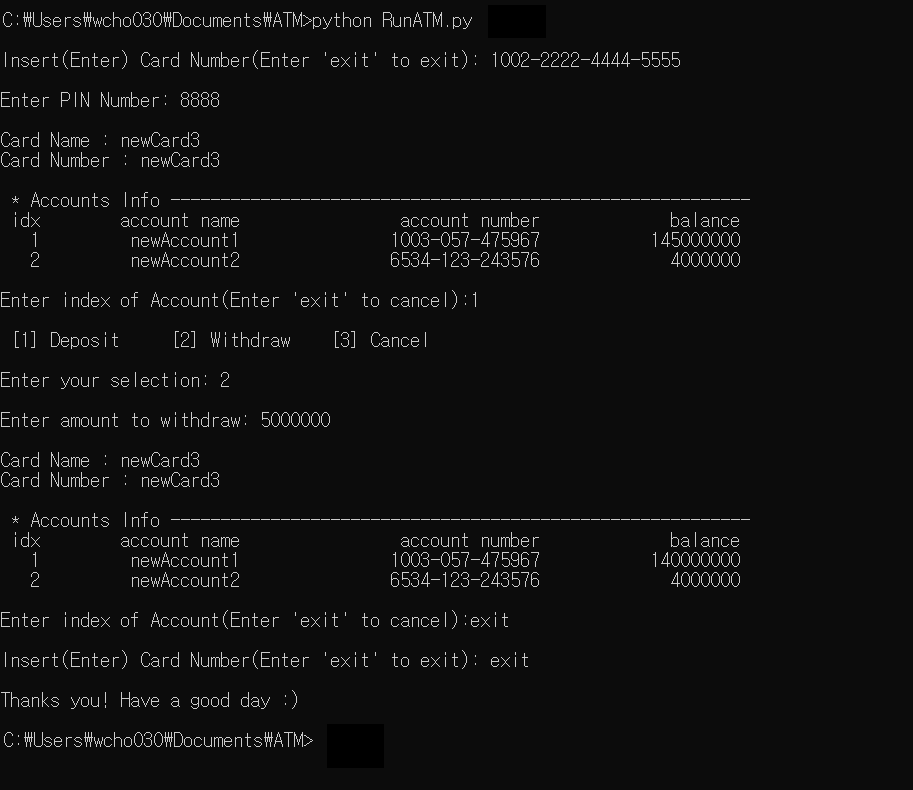 C:₩Users₩wcho030₩Documents₩ATM>python RunATM.py
Insert(Enter) Card Number(Enter 'exit' to exit): 1002-2222-4444-5555
Enter PIN Number: 8888
Card Name : newCard3
Card Number : newCard3
* Accounts Info ----------------------------------------------------------
idx account name account number balance
1 newAccount1 1003-057-475967 145000000
2 newAccount2 6534-123-243576 4000000
Enter index of Account(Enter 'exit' to cancel):1
[1] Deposit [2] Withdraw [3] Cancel
Enter your selection: 2
Enter amount to withdraw: 5000000
Card Name : newCard3
Card Number : newCard3
* Accounts Info ----------------------------------------------------------
idx account name account number balance
1 newAccount1 1003-057-475967 140000000
2 newAccount2 6534-123-243576 4000000
Enter index of Account(Enter 'exit' to cancel):exit
Insert(Enter) Card Number(Enter 'exit' to exit): exit
Thanks you! Have a good day :)
C:₩Users₩wcho030₩Documents₩ATM>